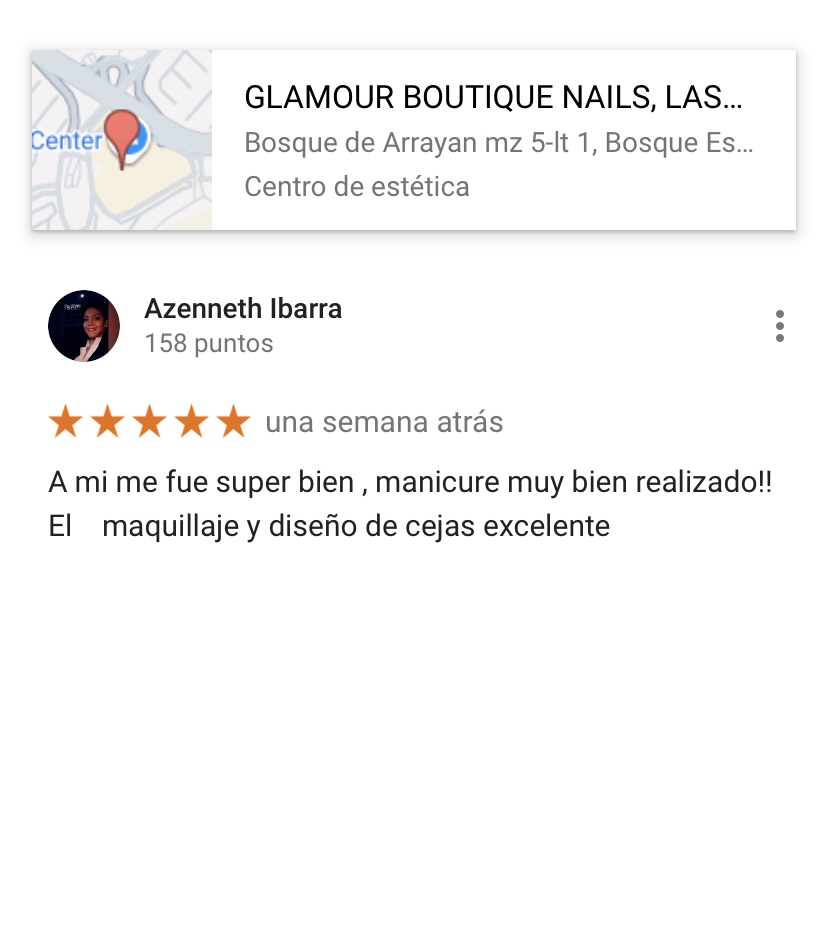 Center
GLAMOUR BOUTIQUE NAILS, LAS...
Bosque de Arrayan mz 5-lt 1, Bosque Es...
Centro de estética
Azenneth Ibarra
158 puntos
una semana atrás
A mi me fue super bien , manicure muy bien realizado!!
El    maquillaje y diseño de cejas excelente